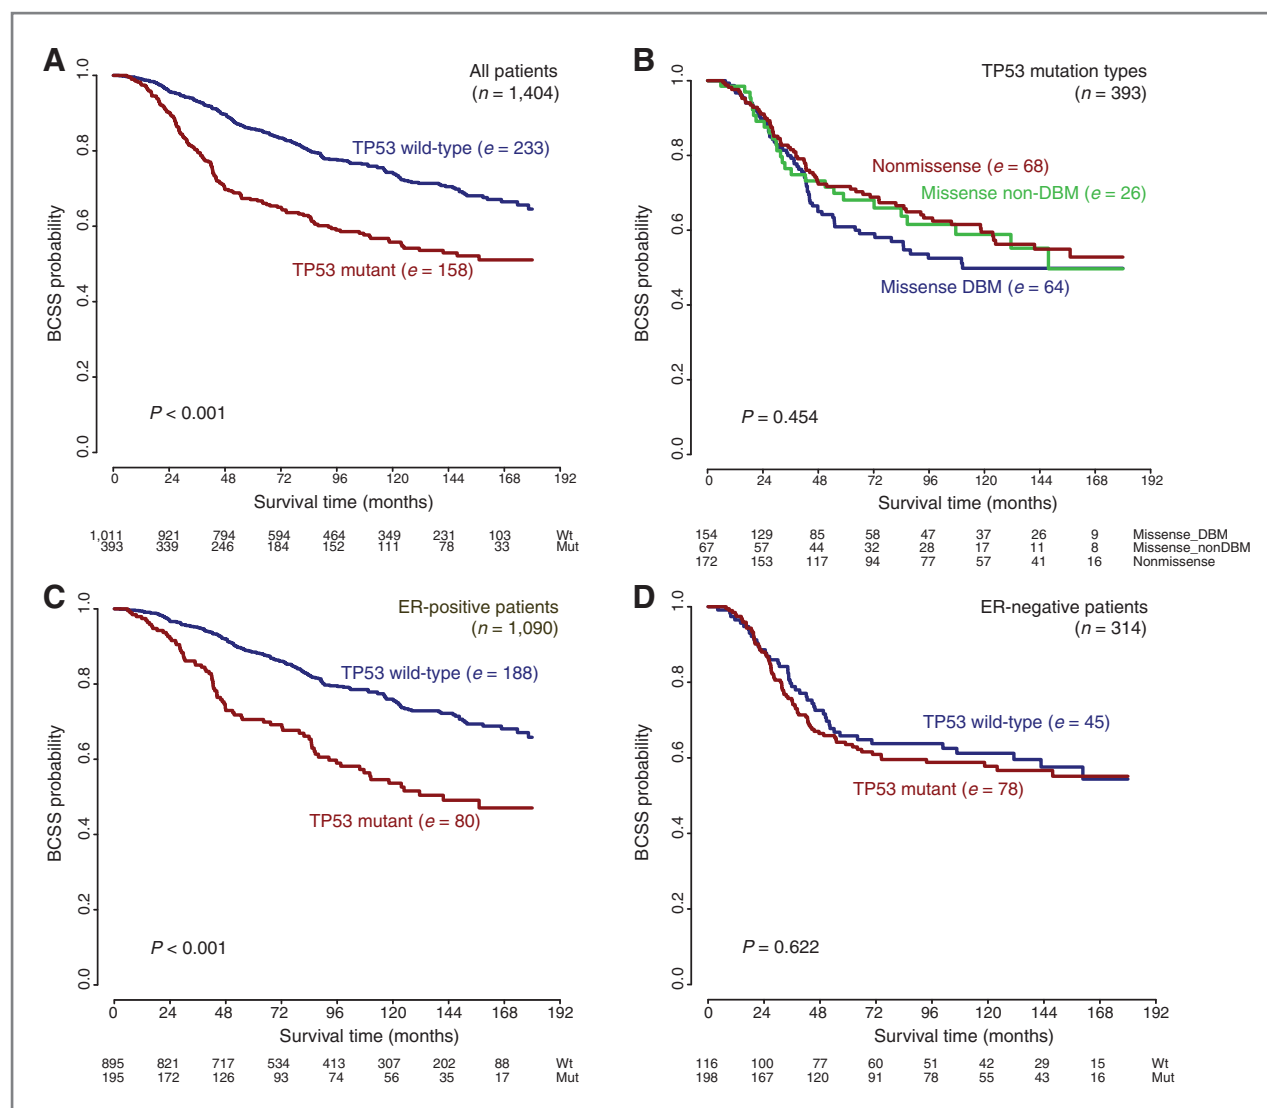 A
All patients
(n = 1,404)
TP53 wild-type (e = 233)
TP53 mutant (e = 158)
P < 0.001
BCSS probability
1.0
0.8
0.6
0.4
0.2
0.0
0 24 48 72 96 120 144 168 192
Survival time (months)
1,011 921 794 594 464 349 231 103 Wt
393 339 246 184 152 111 78 33 Mut
B
TP53 mutation types
(n = 393)
Nonmissense (e = 68)
Missense non-DBM (e = 26)
Missense DBM (e = 64)
P = 0.454
BCSS probability
1.0
0.8
0.6
0.4
0.2
0.0
0 24 48 72 96 120 144 168 192
Survival time (months)
154 129 85 58 47 37 26 9 Missense_DBM
67 57 44 32 28 17 11 8 Missense_nonDBM
172 153 117 94 77 57 41 16 Nonmissense
C
ER-positive patients
(n = 1,090)
TP53 wild-type (e = 188)
TP53 mutant (e = 80)
P < 0.001
BCSS probability
1.0
0.8
0.6
0.4
0.2
0.0
0 24 48 72 96 120 144 168 192
Survival time (months)
895 821 717 534 413 307 202 88 Wt
195 172 126 93 74 56 35 17 Mut
D
ER-negative patients
(n = 314)
TP53 wild-type (e = 45)
TP53 mutant (e = 78)
P = 0.622
BCSS probability
1.0
0.8
0.6
0.4
0.2
0.0
0 24 48 72 96 120 144 168 192
Survival time (months)
116 100 77 60 51 42 29 15 Wt
198 167 120 91 78 55 43 16 Mut